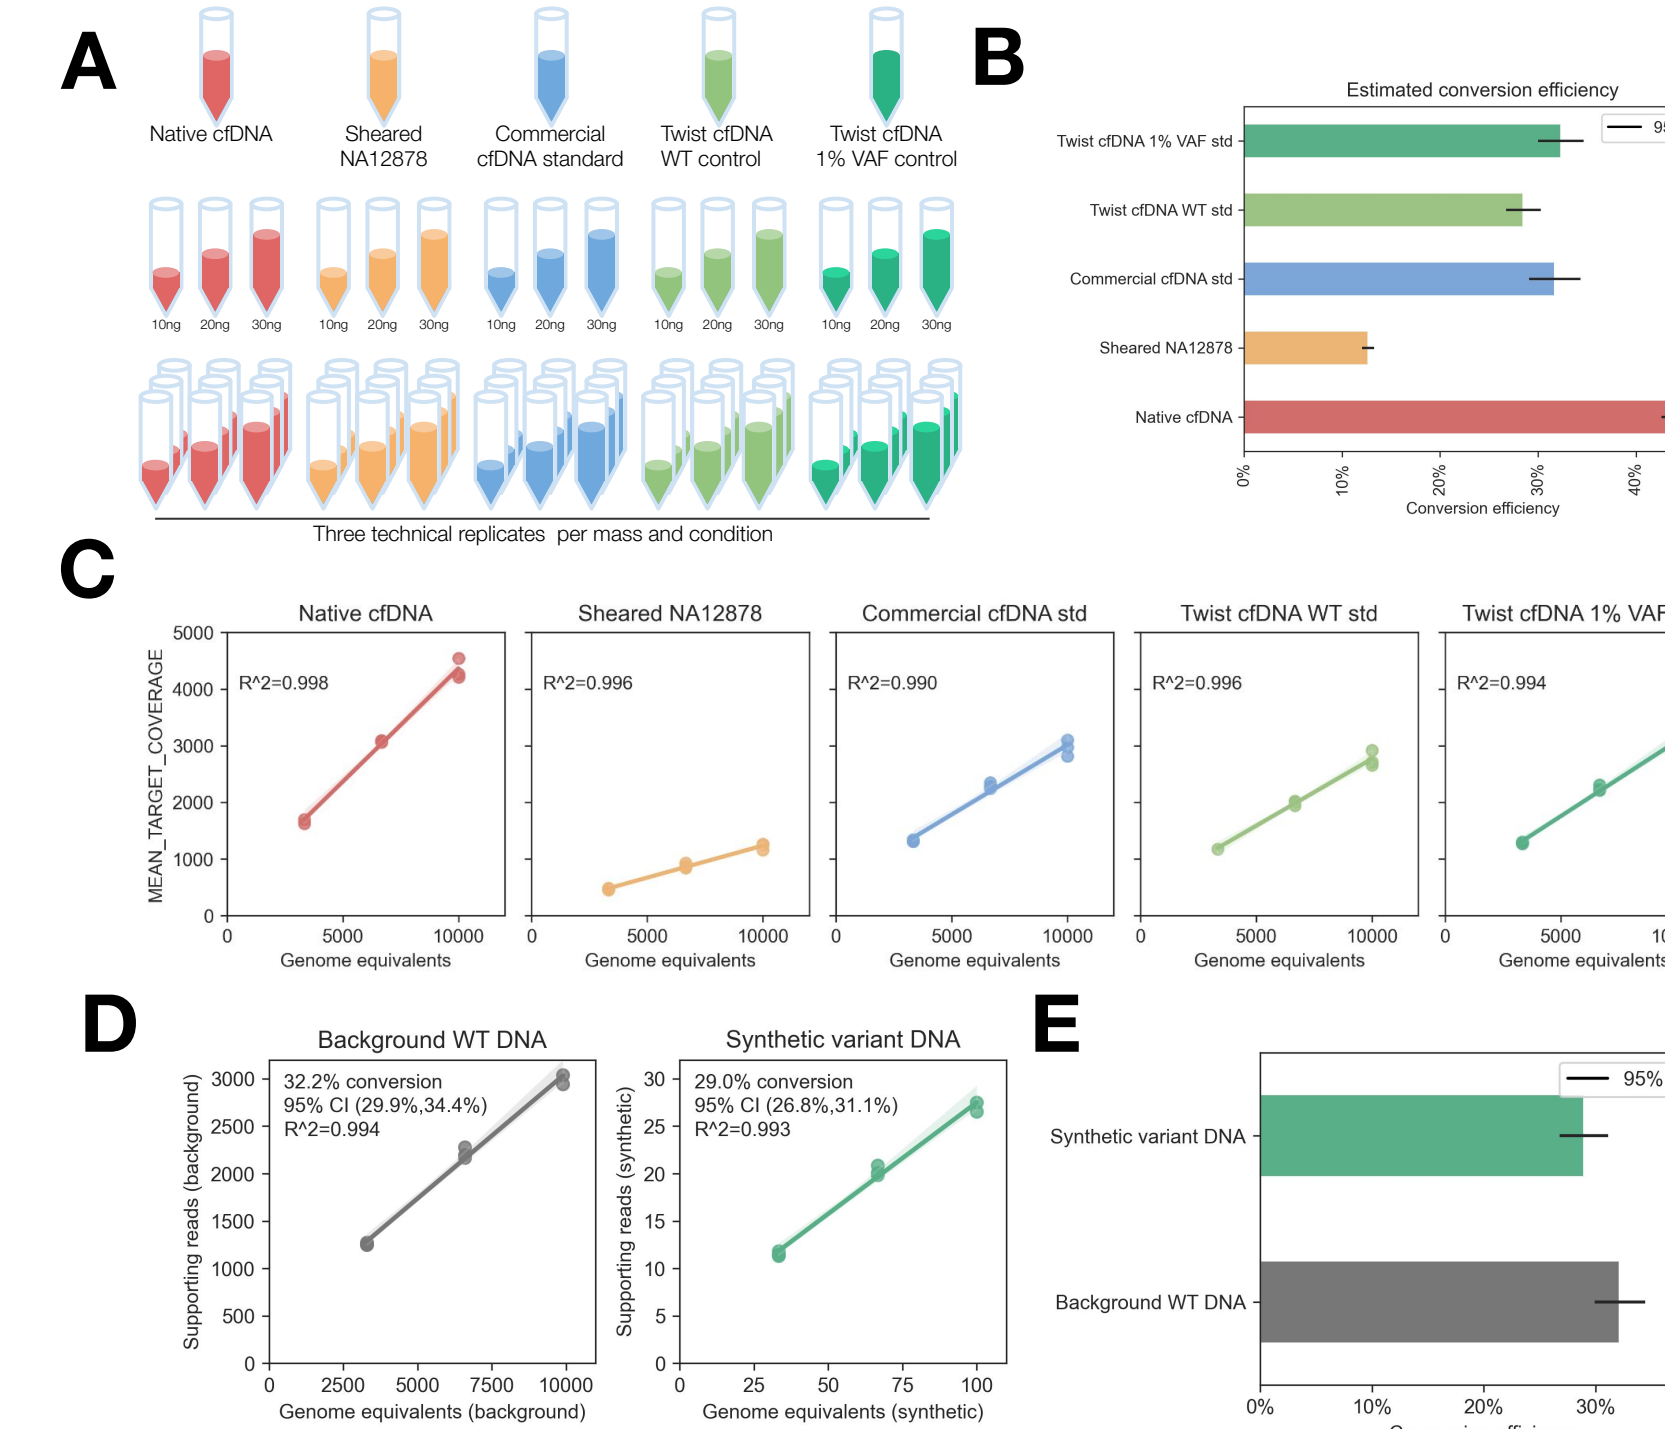 A
Native cfDNA
Sheared
NA12878
Commercial
cfDNA standard
Twist cfDNA
WT control
Twist cfDNA
1% VAF control
10ng 20ng 30ng
10ng 20ng 30ng
10ng 20ng 30ng
10ng 20ng 30ng
10ng 20ng 30ng
Three technical replicates per mass and condition
B
Estimated conversion efficiency
Twist cfDNA 1% VAF std
Twist cfDNA WT std
Commercial cfDNA std
Sheared NA12878
Native cfDNA
0% 10% 20% 30% 40%
Conversion efficiency
C
MEAN_TARGET_COVERAGE
5000
4000
3000
2000
1000
0
Native cfDNA
R^2=0.998
0 5000 10000
Genome equivalents
Sheared NA12878
R^2=0.996
0 5000 10000
Genome equivalents
Commercial cfDNA std
R^2=0.990
0 5000 10000
Genome equivalents
Twist cfDNA WT std
R^2=0.996
0 5000 10000
Genome equivalents
Twist cfDNA 1% VAF
R^2=0.994
0 5000
Genome equivalents
D
Background WT DNA
Supporting reads (background)
3000
2500
2000
1500
1000
500
0
32.2% conversion
95% CI (29.9%,34.4%)
R^2=0.994
0 2500 5000 7500 10000
Genome equivalents (background)
Synthetic variant DNA
Supporting reads (synthetic)
30
25
20
15
10
5
0
29.0% conversion
95% CI (26.8%,31.1%)
R^2=0.993
0 25 50 75 100
Genome equivalents (synthetic)
E
95%
Synthetic variant DNA
Background WT DNA
0% 10% 20% 30%